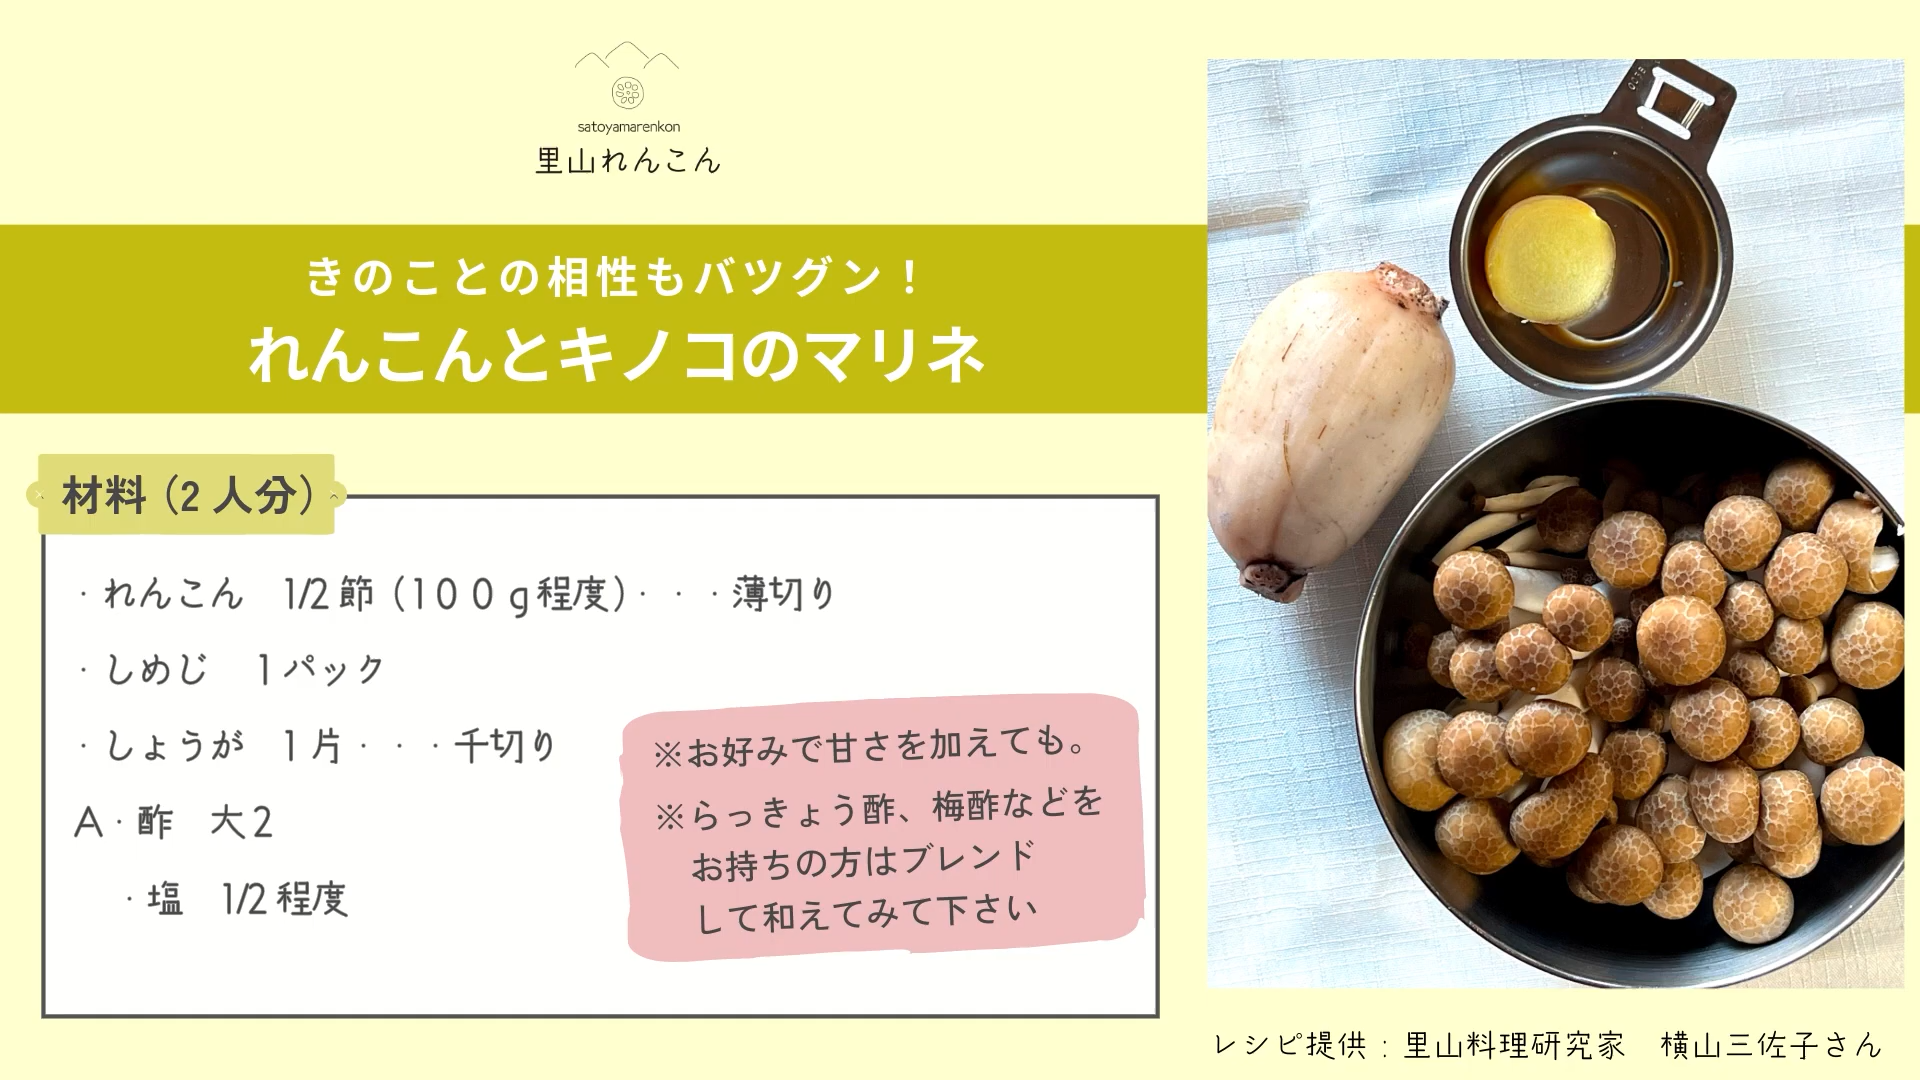 satoyamarenkon
里山れんこん
きのことの相性もバツグン！
れんこんとキノコのマリネ
材料（2人分）
・れんこん　1/2節（１００ｇ程度）・・・薄切り
・しめじ　１パック
・しょうが　１片・・・千切り
A・酢　大２
・塩　1/2程度
※お好みで甘さを加えても。
※らっきょう酢、梅酢などを
お持ちの方はブレンド
して和えてみて下さい
レシピ提供：里山料理研究家　横山三佐子さん